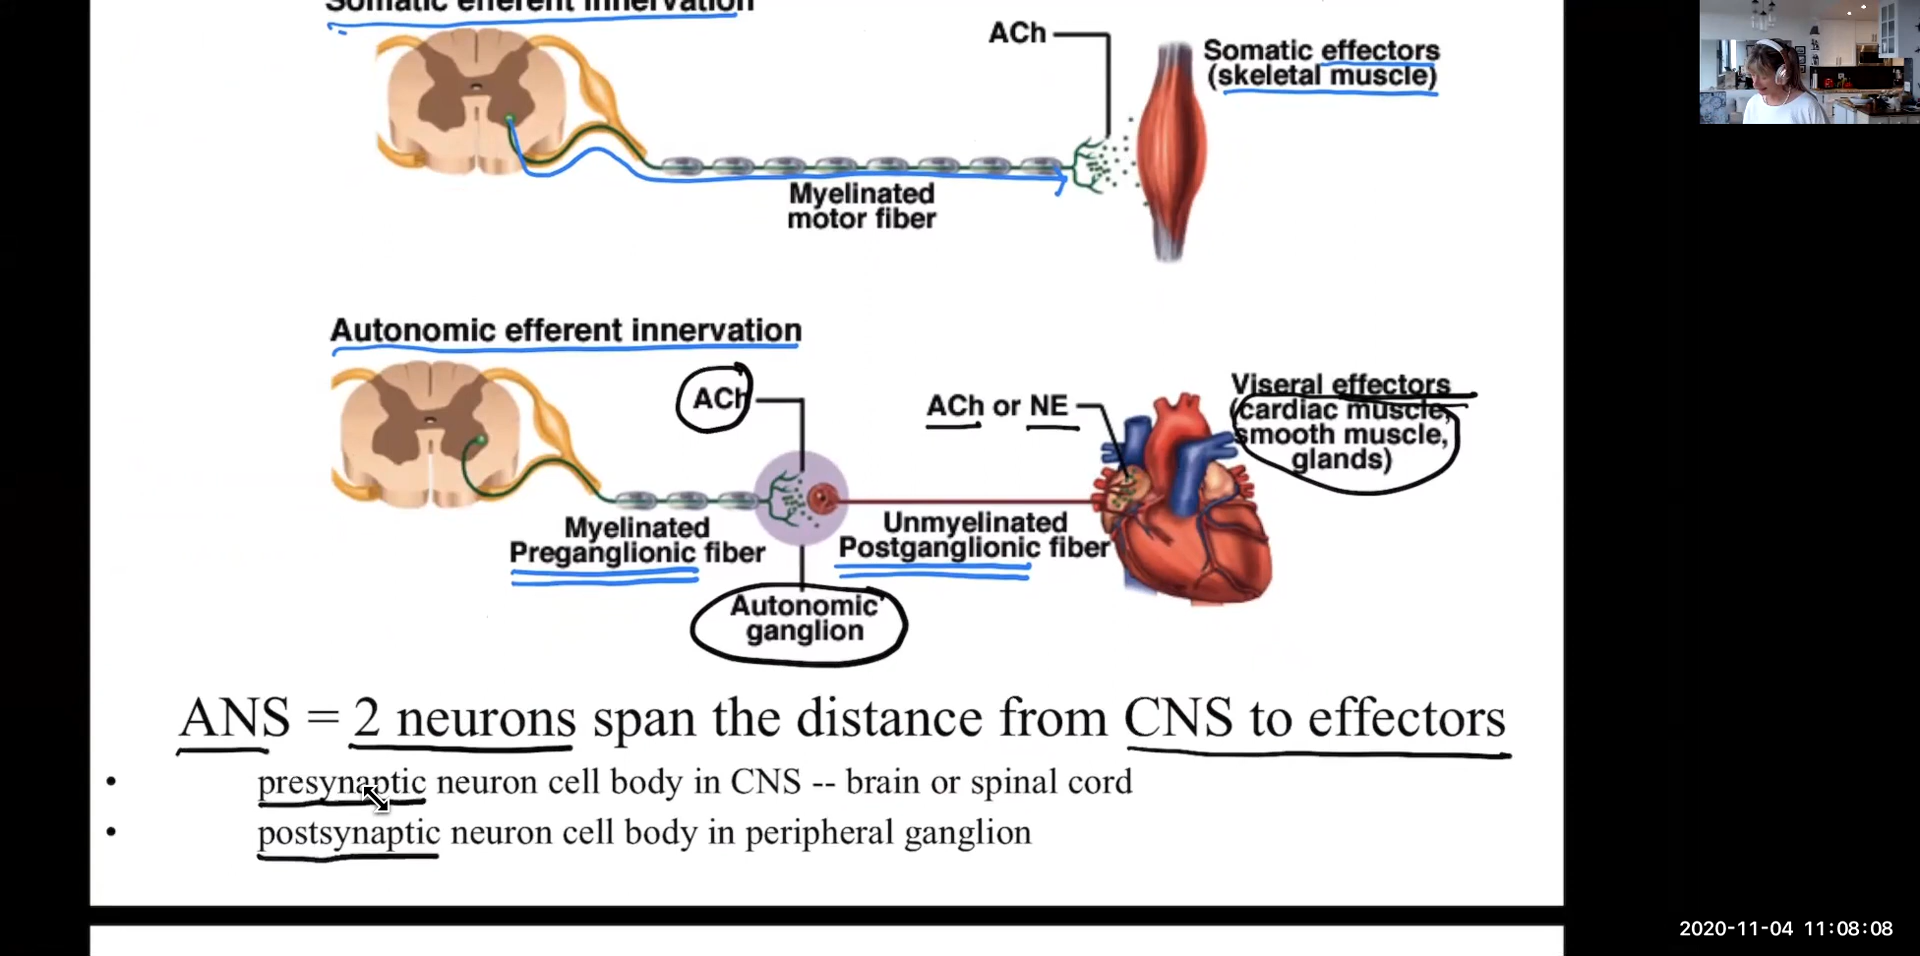 Somatic efferent innervation
ACh
Somatic effectors
(skeletal muscle)
Myelinated
motor fiber
Autonomic efferent innervation
ACh
ACh or NE
Viseral effectors
(cardiac muscle,
smooth muscle,
glands)
Myelinated
Preganglionic fiber
Unmyelinated
Postganglionic fiber
Autonomic
ganglion
ANS = 2 neurons span the distance from CNS to effectors
• presynaptic neuron cell body in CNS -- brain or spinal cord
• postsynaptic neuron cell body in peripheral ganglion
2020-11-04 11:08:08